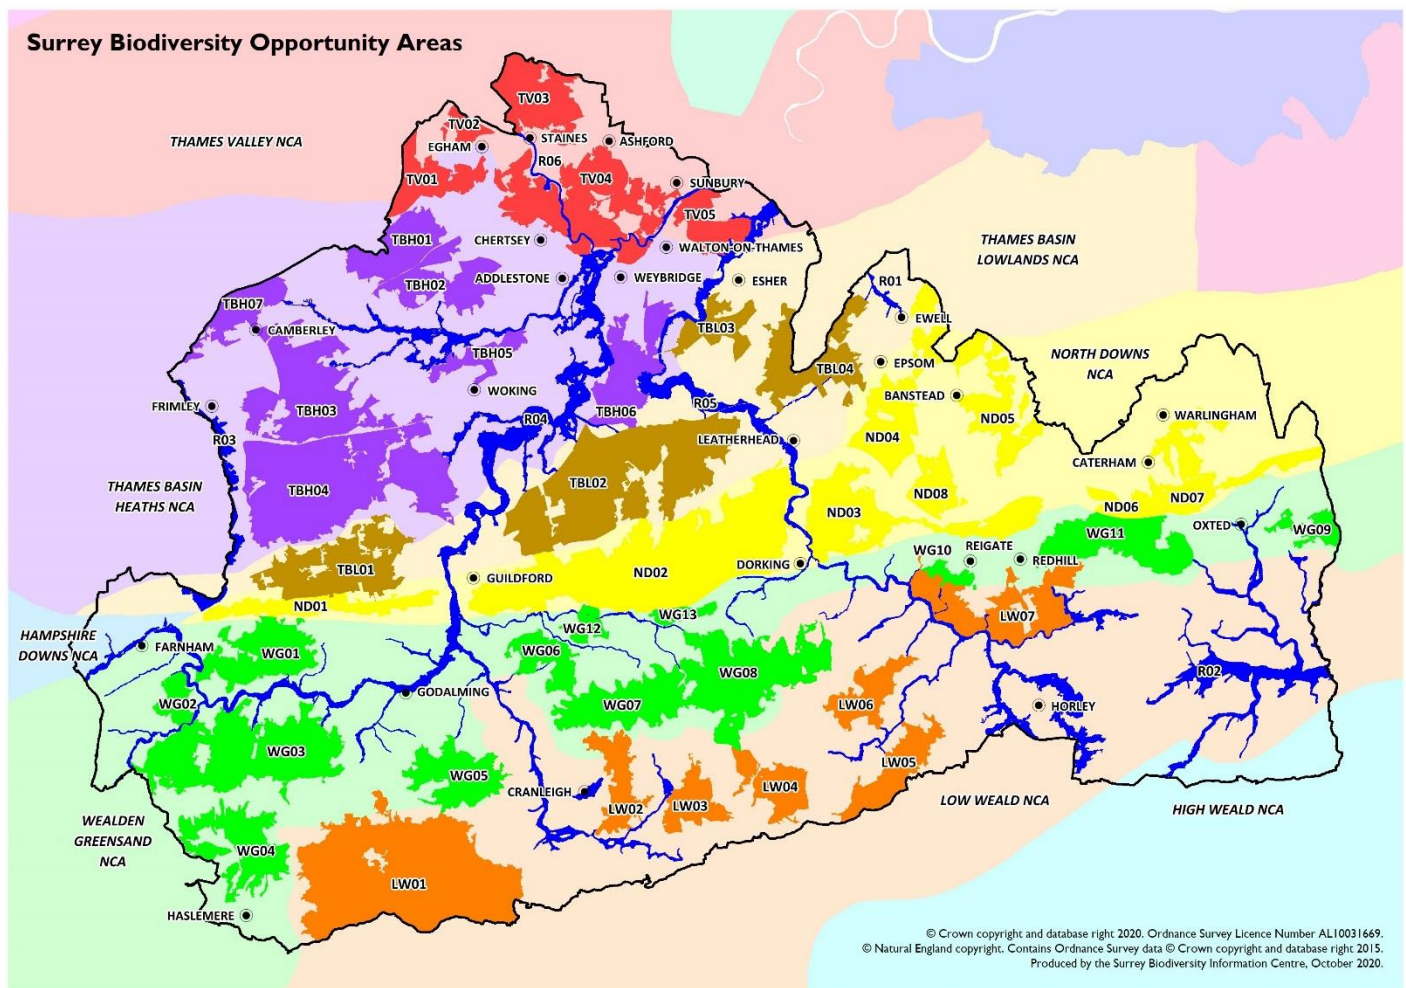 Surrey Biodiversity Opportunity Areas
TV03
THAMES VALLEY NCA
TV02
STAINES
ASHFORD
EGHAM
R06
TV01
TV04
SUNBURY
TV05
TBH01
CHERTSEY
WALTON-ON-THAMES
THAMES BASIN
LOWLANDS NCA
ADDLESTONE
WEYBRIDGE
ESHER
R01
TBH02
TBH07
CAMBERLEY
TBL03
EWELL
TBH05
NORTH DOWNS
NCA
EPSOM
TBL04
WOKING
BANSTEAD
FRIMLEY
TBH03
TBH06
R05
R04
ND05
WARLINGHAM
R03
LEATHERHEAD
ND04
CATERHAM
THAMES BASIN
HEATHS NCA
TBH04
TBL02
ND08
ND07
ND06
ND03
OXTED
WG09
WG11
WG10
REIGATE
REDHILL
TBL01
GUILDFORD
ND02
DORKING
ND01
HAMPSHIRE
DOWNS NCA
WG13
LW07
WG12
FARNHAM
WG01
WG06
WG08
R02
GODALMING
WG02
WG07
LW06
HORLEY
WG03
WG05
LW05
CRANLEIGH
LW02
LW03
LW04
LOW WEALD NCA
HIGH WEALD NCA
WEALDEN
GREENSAND
NCA
WG04
LW01
HASLEMERE
© Crown copyright and database right 2020. Ordnance Survey Licence Number AL10031669.
© Natural England copyright. Contains Ordnance Survey data © Crown copyright and database right 2015.
Produced by the Surrey Biodiversity Information Centre, October 2020.